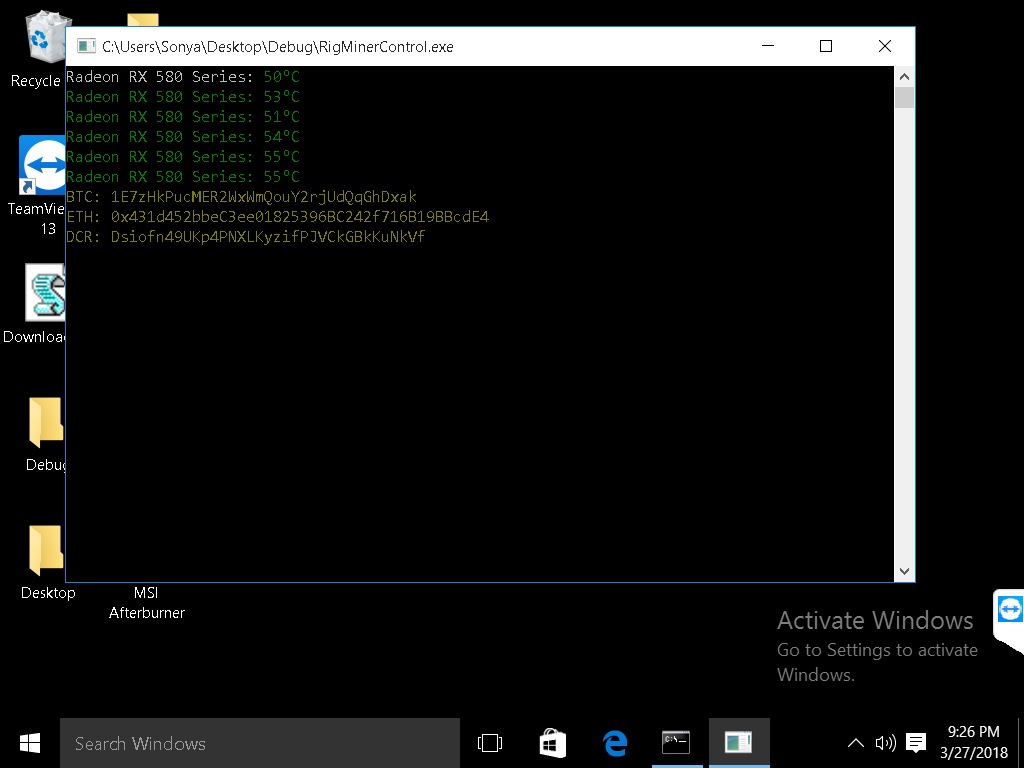 C:\Users\Sonya\Desktop\Debug\RigMinerControl.exe
Recycle
Radeon RX 580 Series: 50°C
Radeon RX 580 Series: 53°C
Radeon RX 580 Series: 51°C
Radeon RX 580 Series: 54°C
Radeon RX 580 Series: 55°C
Radeon RX 580 Series: 55°C
BTC: 1E7zHkPucMER2WxWmQouY2rjUdQqGhDxak
ETH: 0x431d452bbeC3ee01825396BC242f716B19BBcdE4
DCR: Dsiofn49UKp4PNXLKyzifPJVCkGBkKuNkVf
TeamVie
13
Downloa
Debug
Desktop
MSI
Afterburner
Activate Windows
Go to Settings to activate
Windows.
Search Windows
C:\_
9:26 PM
3/27/2018